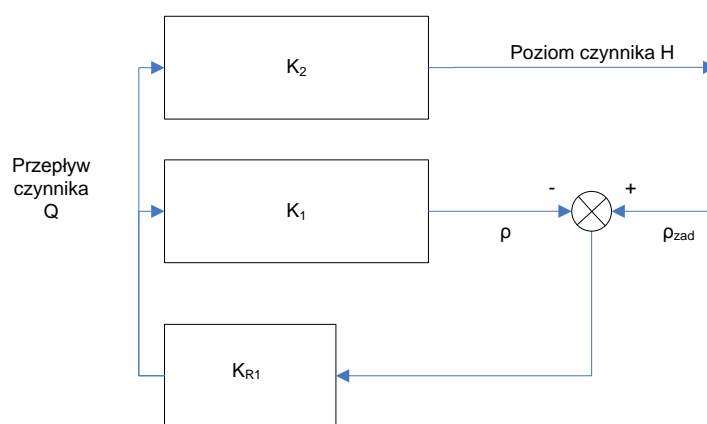 K2
Poziom czynnika H
Przepływ
czynnika
Q
K1
-
+
ρ
ρzad
KR1